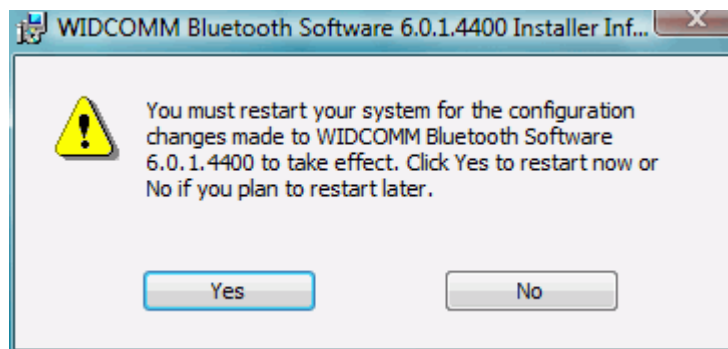 WIDCOMM Bluetooth Software 6.0.1.4400 Installer Inf...
You must restart your system for the configuration
changes made to WIDCOMM Bluetooth Software
6.0.1.4400 to take effect. Click Yes to restart now or
No if you plan to restart later.
Yes
No